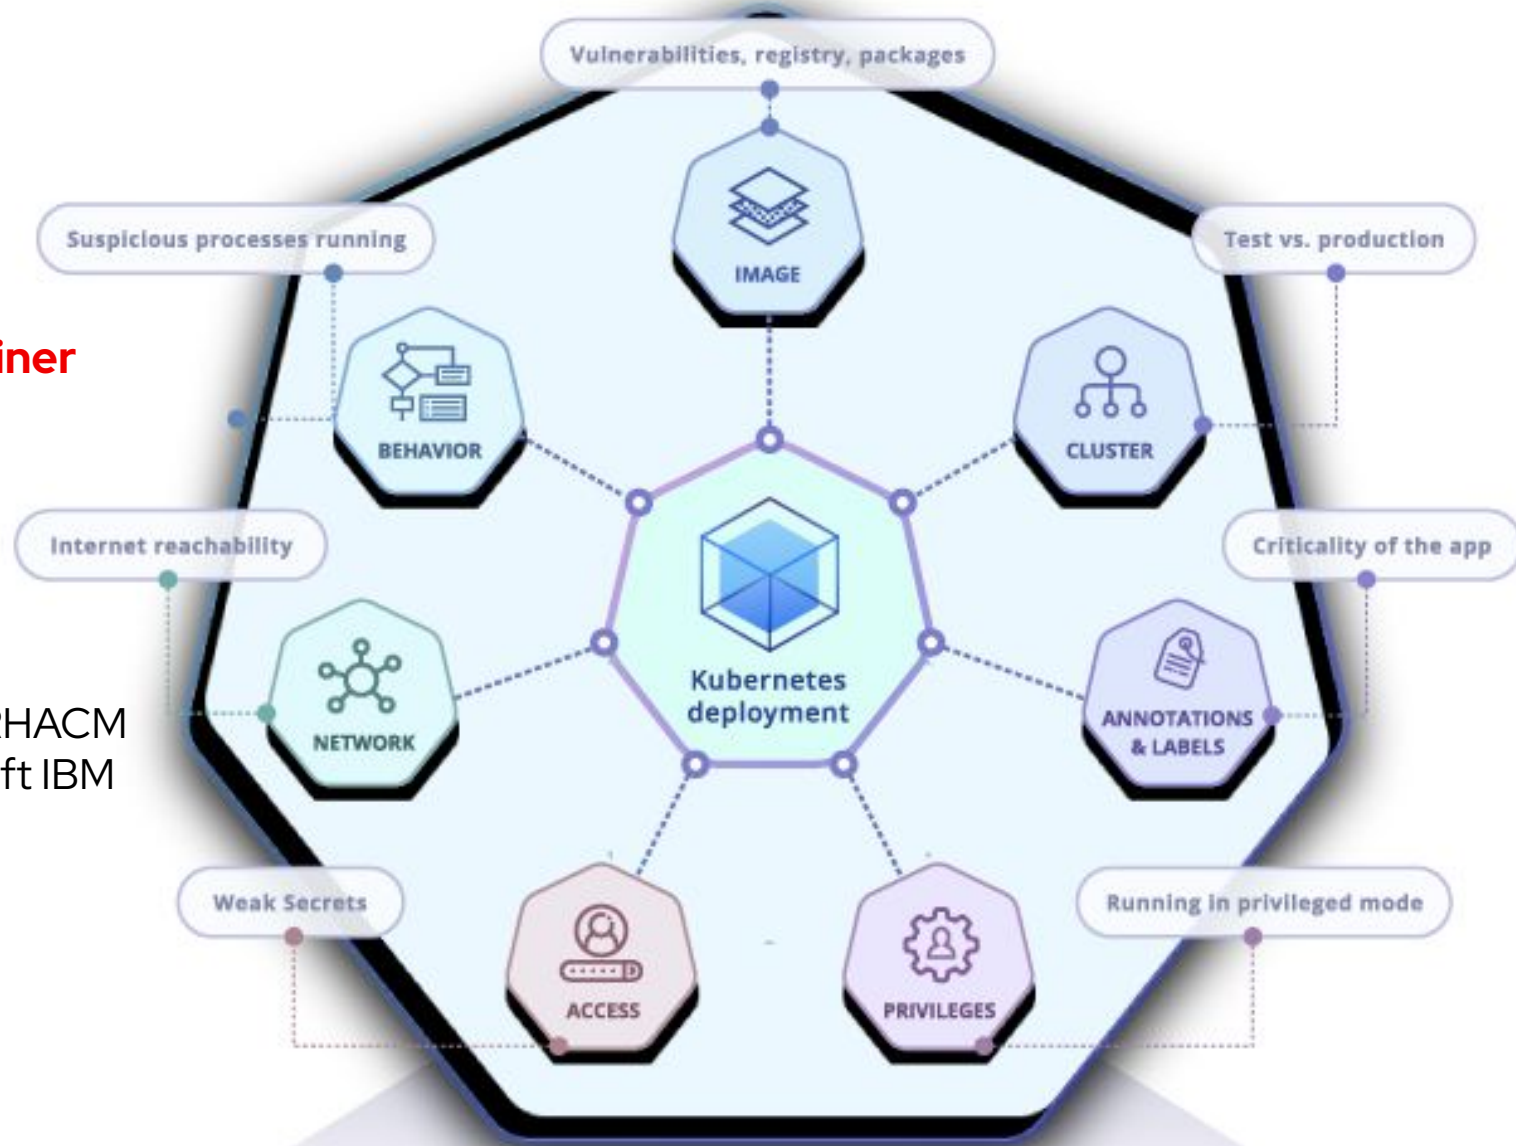 Vulnerabilities, registry, packages
Suspicious processes running
Test vs. production
IMAGE
iner
BEHAVIOR
CLUSTER
Internet reachability
Criticality of the app
Kubernetes
deployment
NETWORK
ANNOTATIONS
& LABELS
RHACM
ft IBM
Weak Secrets
Running in privileged mode
ACCESS
PRIVILEGES